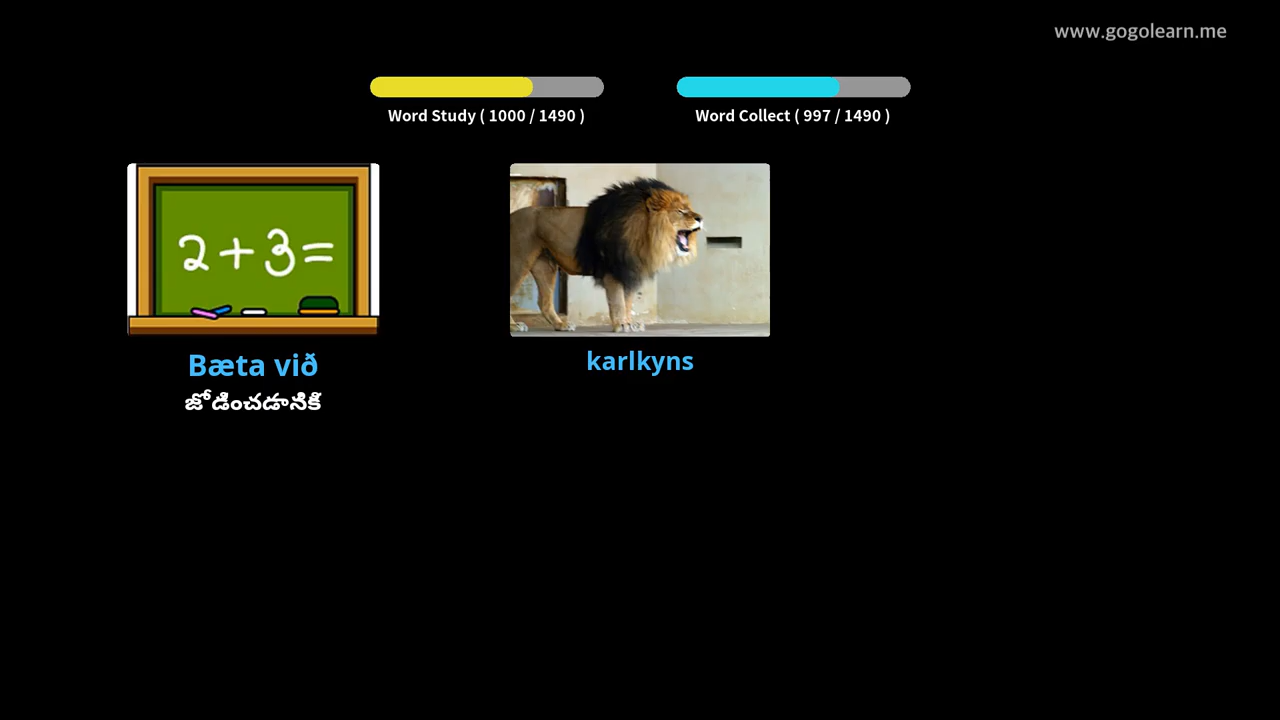 www.gogolearn.me
Word Study ( 1000 / 1490 )
Word Collect ( 997 / 1490 )
2+3=
Bæta við
జోడించడానికి
karlkyns